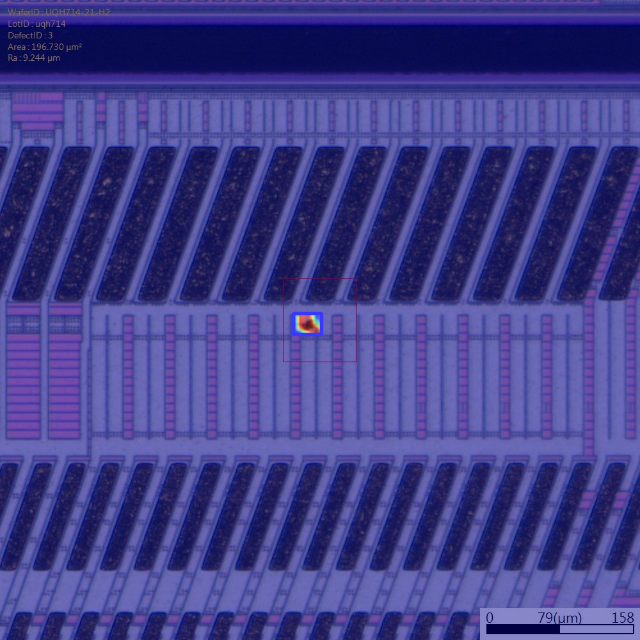 WaferID : UQH714-21-H2
LotID : uqh714
DefectID : 3
Area : 196.730 μm²
Ra : 9.244 μm
0 79(um) 158